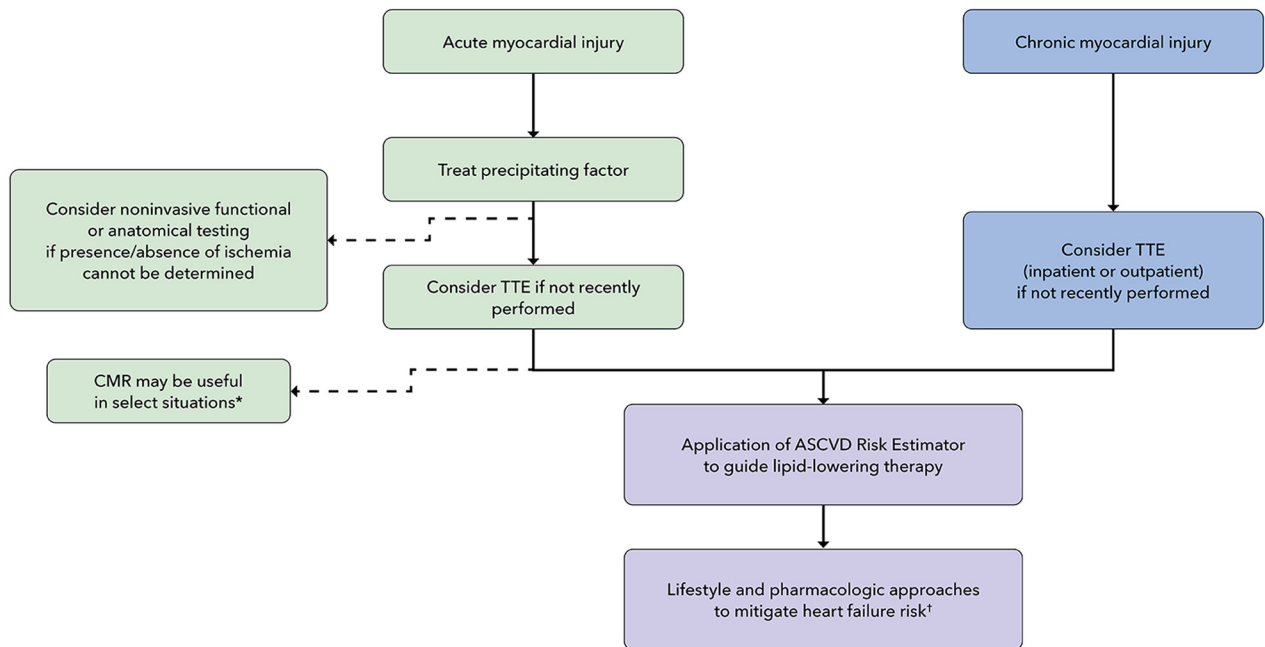 Acute myocardial injury
Chronic myocardial injury
Treat precipitating factor
Consider noninvasive functional
or anatomical testing
if presence/absence of ischemia
cannot be determined
Consider TTE
(inpatient or outpatient)
if not recently performed
Consider TTE if not recently
performed
CMR may be useful
in select situations*
Application of ASCVD Risk Estimator
to guide lipid-lowering therapy
Lifestyle and pharmacologic approaches
to mitigate heart failure risk†